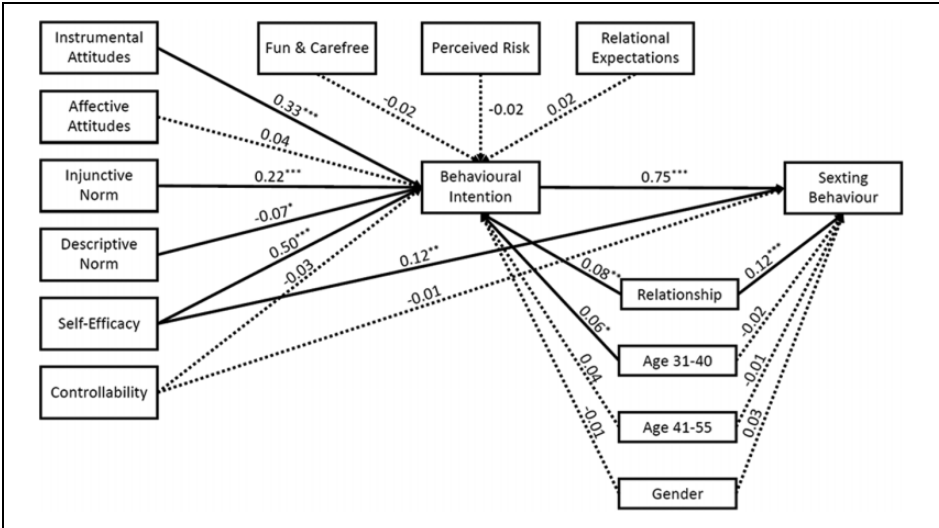 Instrumental
Attitudes
Fun & Carefree
Perceived Risk
Relational
Expectations
Affective
Attitudes
0.33***
-0.02
-0.02
0.02
0.04
Injunctive
Norm
0.22***
Behavioural
Intention
0.75***
Sexting
Behaviour
Descriptive
Norm
-0.07*
0.50***
-0.03
0.12**
-0.01
0.08**
0.12***
Relationship
Self-Efficacy
0.06*
-0.02
Age 31-40
Controllability
0.04
-0.01
Age 41-55
-0.01
0.03
Gender